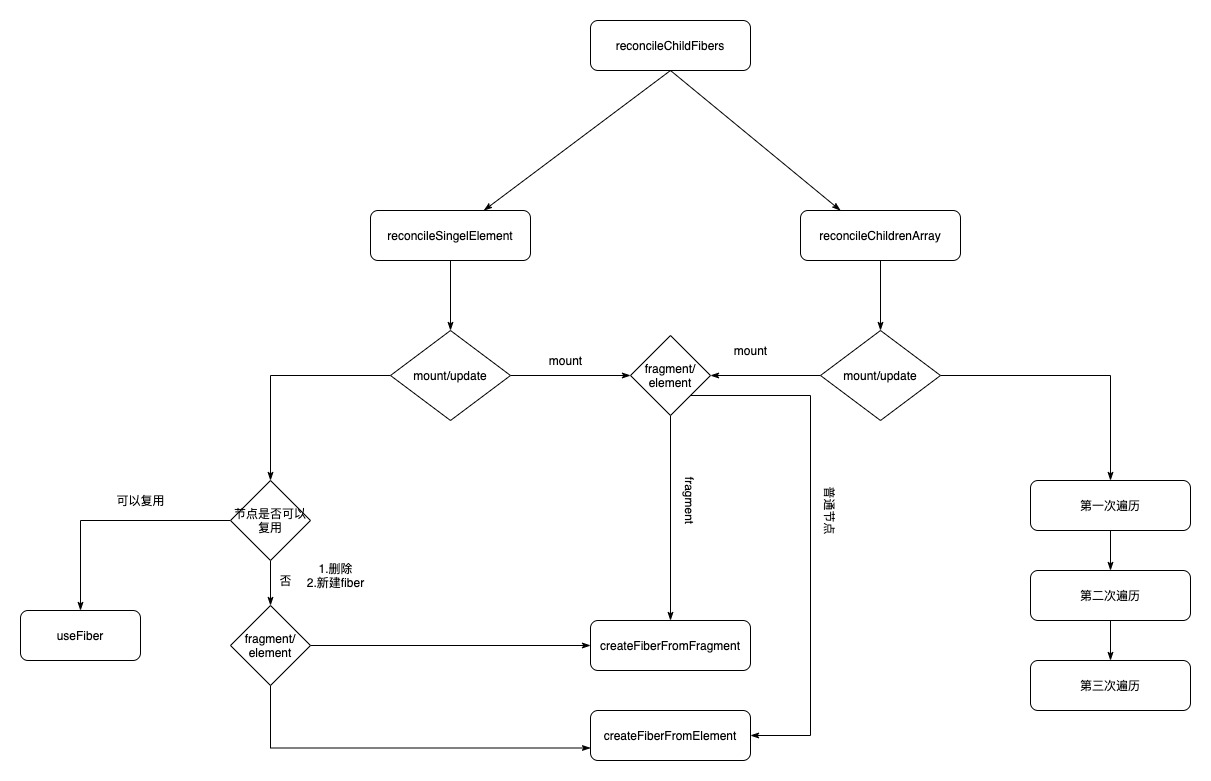 reconcileChildFibers
reconcileSingelElement
reconcileChildrenArray
mount/update
mount
fragment/
element
mount
mount/update
可以复用
节点是否可以
复用
fragment
普通节点
第一次遍历
否
1.删除
2.新建fiber
第二次遍历
useFiber
fragment/
element
createFiberFromFragment
第三次遍历
createFiberFromElement